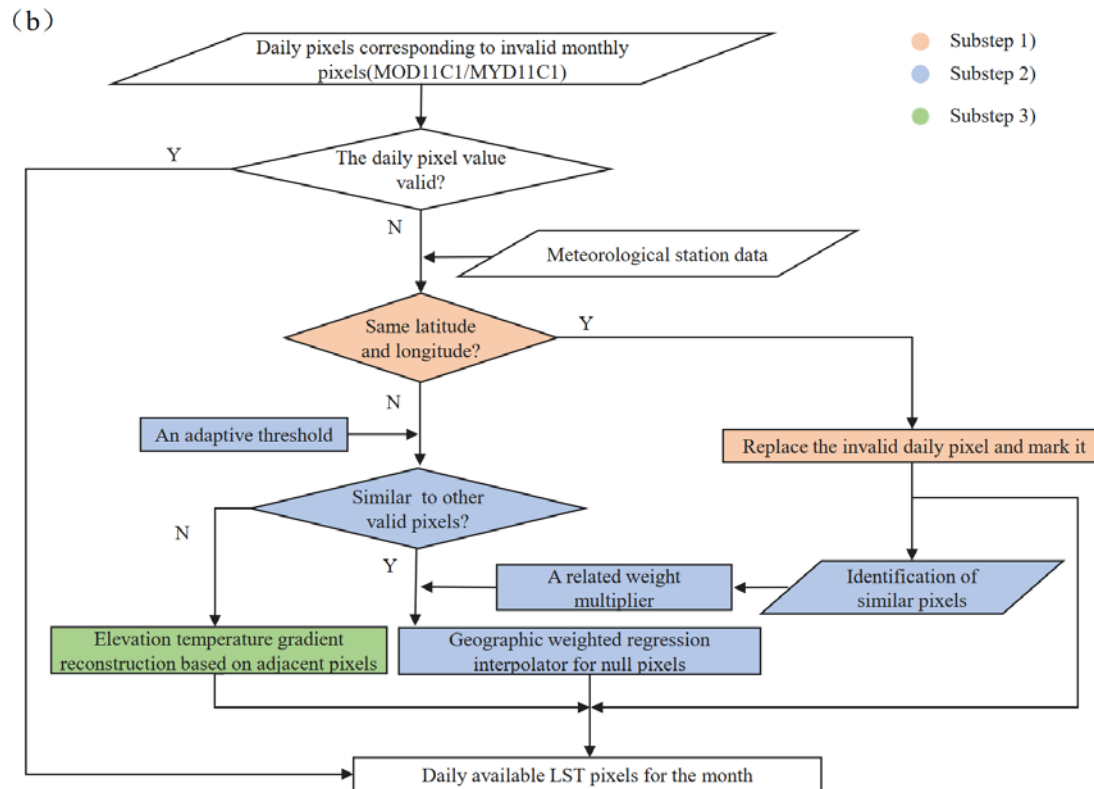 (b)
Daily pixels corresponding to invalid monthly
pixels(MOD11C1/MYD11C1)
Substep 1)
Substep 2)
Substep 3)
Y
The daily pixel value
valid?
N
Meteorological station data
Same latitude
and longitude?
Y
N
An adaptive threshold
Replace the invalid daily pixel and mark it
Similar to other
valid pixels?
N
Y
A related weight
multiplier
Identification of
similar pixels
Elevation temperature gradient
reconstruction based on adjacent pixels
Geographic weighted regression
interpolator for null pixels
Daily available LST pixels for the month